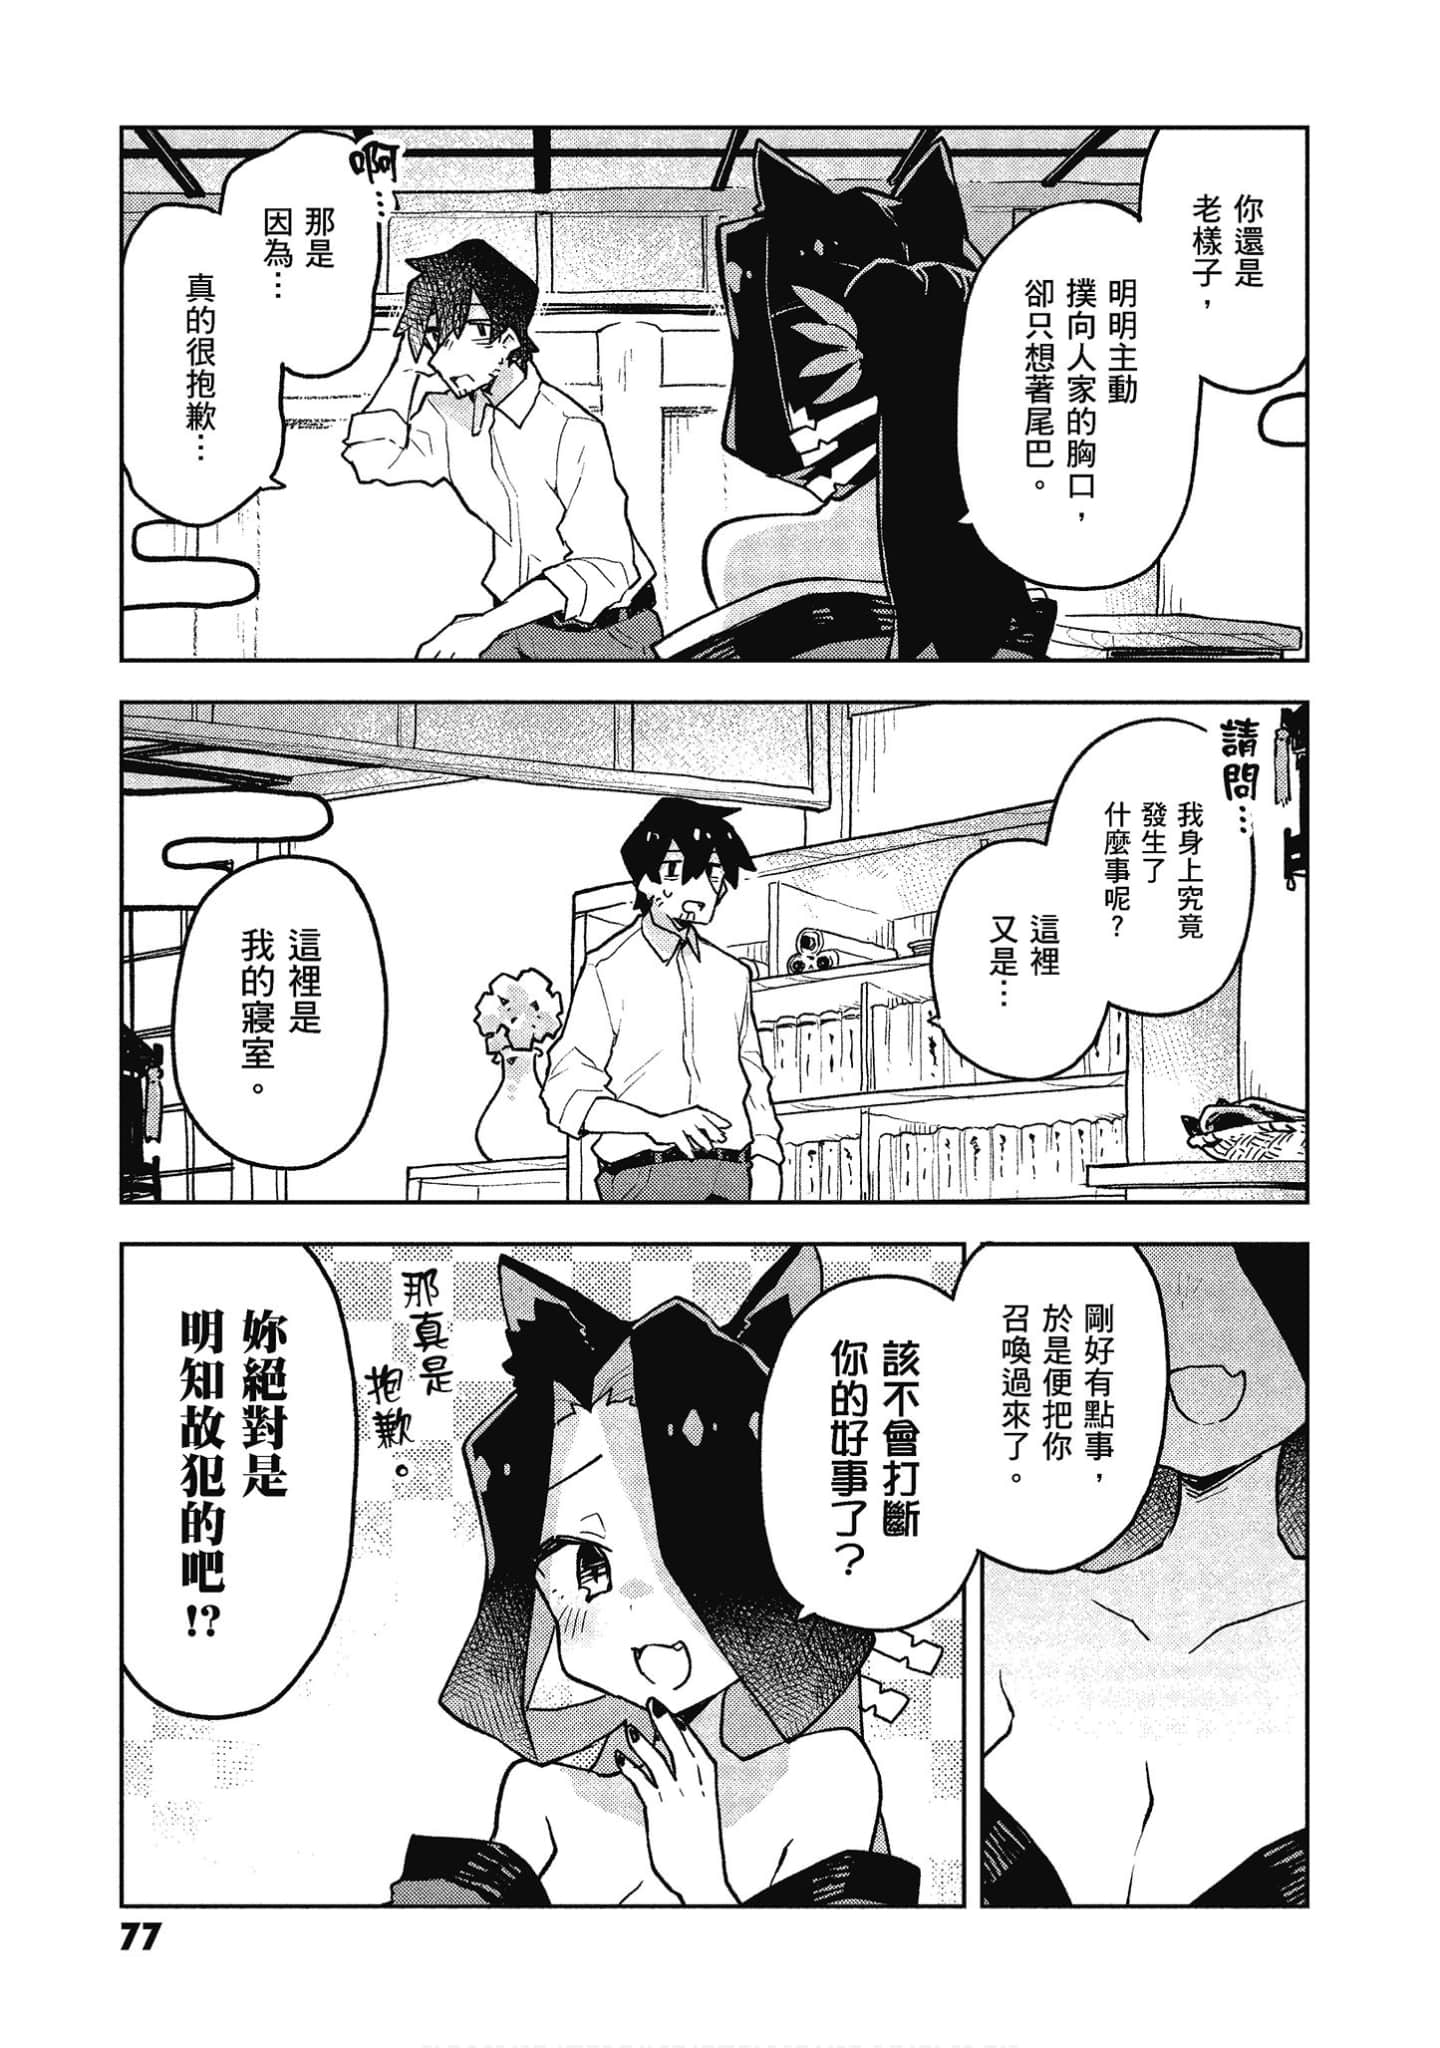 你還是
老樣子，
明明主動
撲向人家的胸口，
卻只想著尾巴。
啊…
那是
因為…
真的很抱歉…
請問…
我身上究竟
發生了
什麼事呢？
這裡
又是…
這裡是
我的寢室。
剛好有點事，
於是便把你
召喚過來了。
該不會打斷
你的好事了？
那真是
抱歉。
妳絕對是
明知故犯的吧!?
77